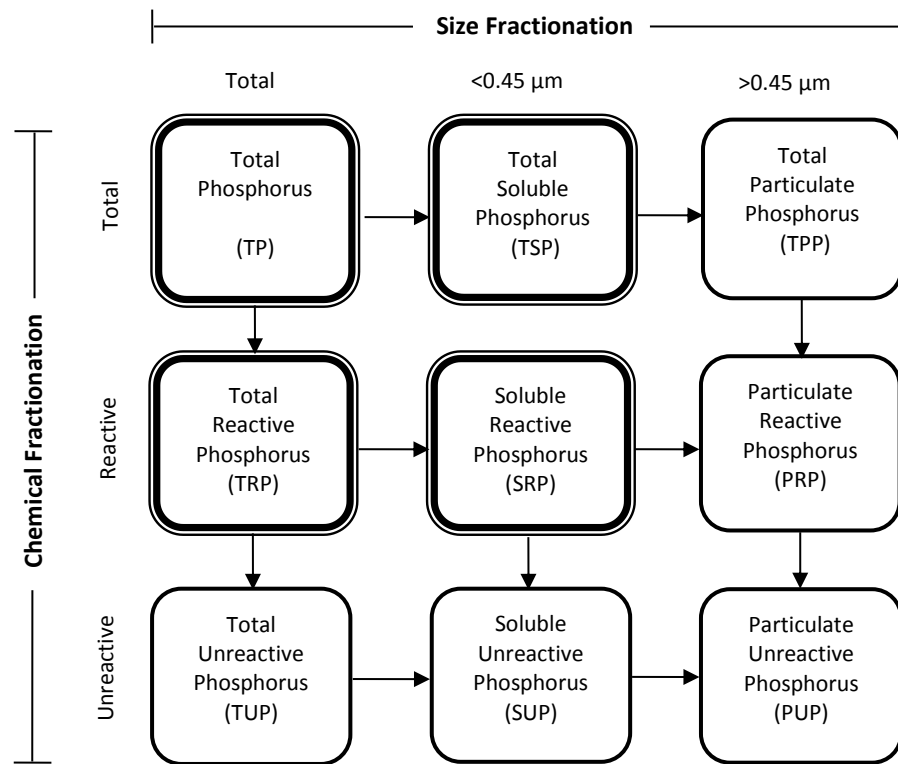 Size Fractionation
Total
<0.45 µm
>0.45 µm
Chemical Fractionation
Total
Total
Phosphorus
(TP)
Total
Soluble
Phosphorus
(TSP)
Total
Particulate
Phosphorus
(TPP)
Reactive
Total
Reactive
Phosphorus
(TRP)
Soluble
Reactive
Phosphorus
(SRP)
Particulate
Reactive
Phosphorus
(PRP)
Unreactive
Total
Unreactive
Phosphorus
(TUP)
Soluble
Unreactive
Phosphorus
(SUP)
Particulate
Unreactive
Phosphorus
(PUP)